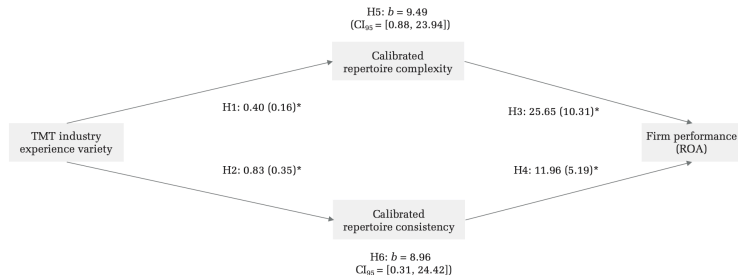 H5: b = 9.49
(CI95 = [0.88, 23.94])
Calibrated
repertoire complexity
H1: 0.40 (0.16)*
H3: 25.65 (10.31)*
TMT industry
experience variety
Firm performance
(ROA)
H2: 0.83 (0.35)*
H4: 11.96 (5.19)*
Calibrated
repertoire consistency
H6: b = 8.96
CI95 = [0.31, 24.42])